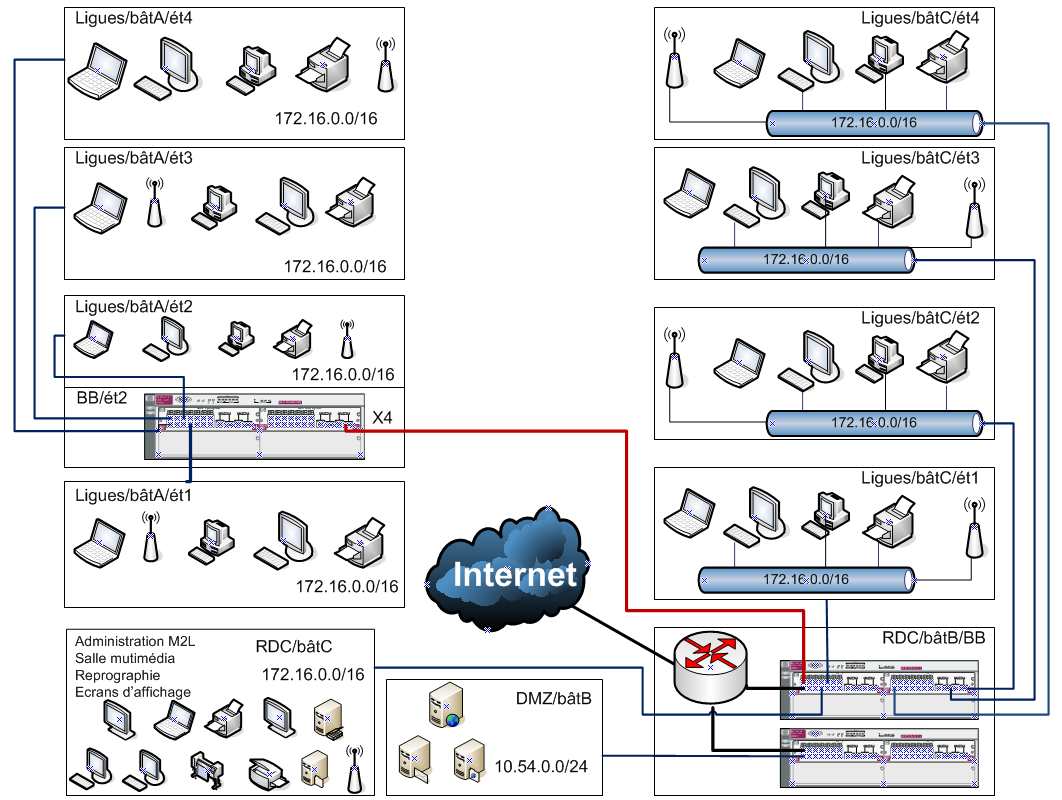 Ligues/bâtA/ét4
172.16.0.0/16
Ligues/bâtA/ét3
172.16.0.0/16
Ligues/bâtA/ét2
172.16.0.0/16
BB/ét2
X4
Ligues/bâtA/ét1
172.16.0.0/16
Ligues/bâtC/ét4
172.16.0.0/16
Ligues/bâtC/ét3
172.16.0.0/16
Ligues/bâtC/ét2
172.16.0.0/16
Ligues/bâtC/ét1
172.16.0.0/16
Internet
Administration M2L
Salle mutimédia
Reprographie
Ecrans d'affichage
RDC/bâtC
172.16.0.0/16
DMZ/bâtB
10.54.0.0/24
RDC/bâtB/BB